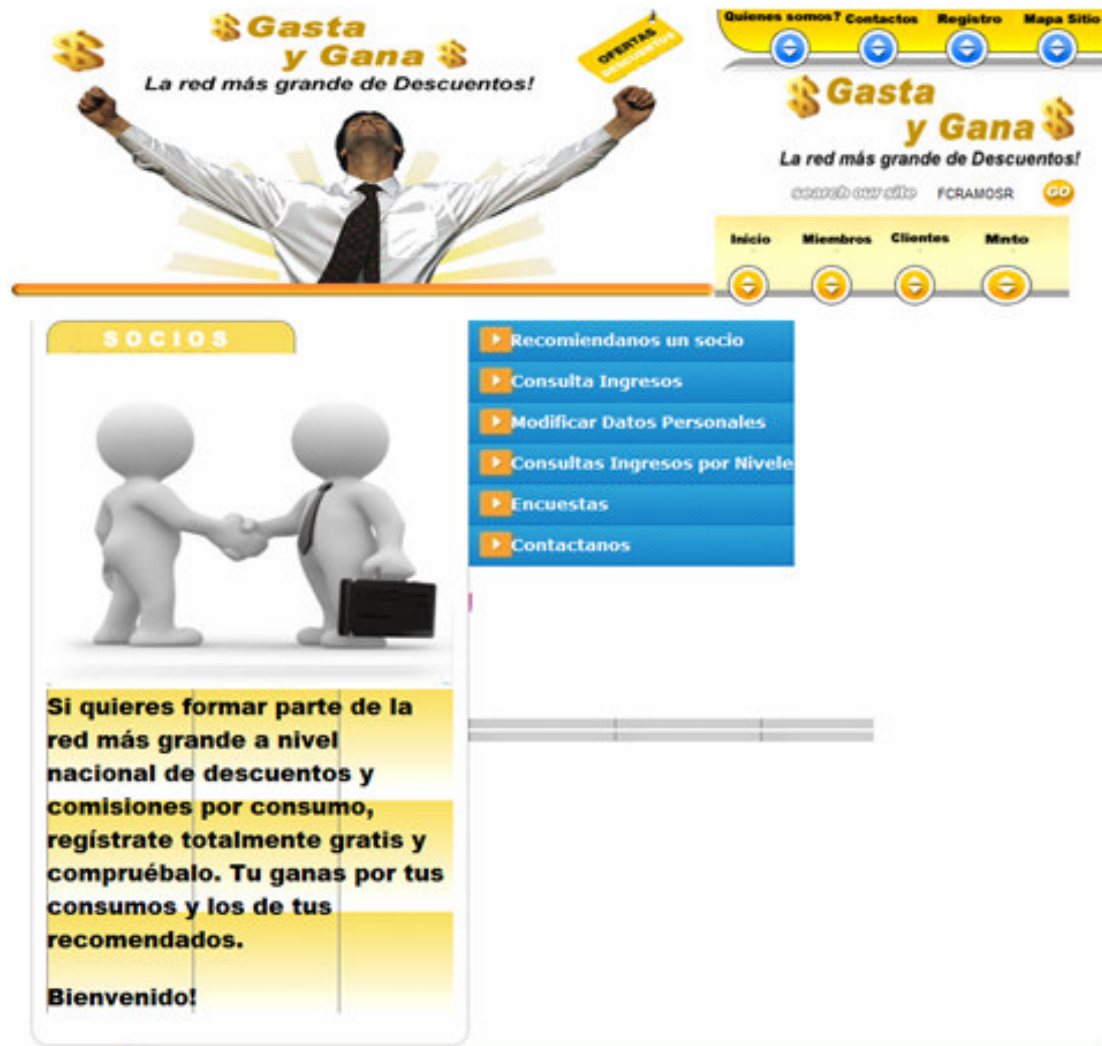 Gasta
y Gana
La red más grande de Descuentos!
OFERTAS
DESCUENTOS
Quienes somos? Contactos Registro Mapa Sitio
Gasta
y Gana
La red más grande de Descuentos!
search our site FCRAMOSR GO
Inicio Miembros Clientes Mnto
SOCIOS
Recomiendanos un socio
Consulta Ingresos
Modificar Datos Personales
Consultas Ingresos por Nivele
Encuestas
Contactanos
Si quieres formar parte de la
red más grande a nivel
nacional de descuentos y
comisiones por consumo,
regístrate totalmente gratis y
compruébalo. Tu ganas por tus
consumos y los de tus
recomendados.
Bienvenido!